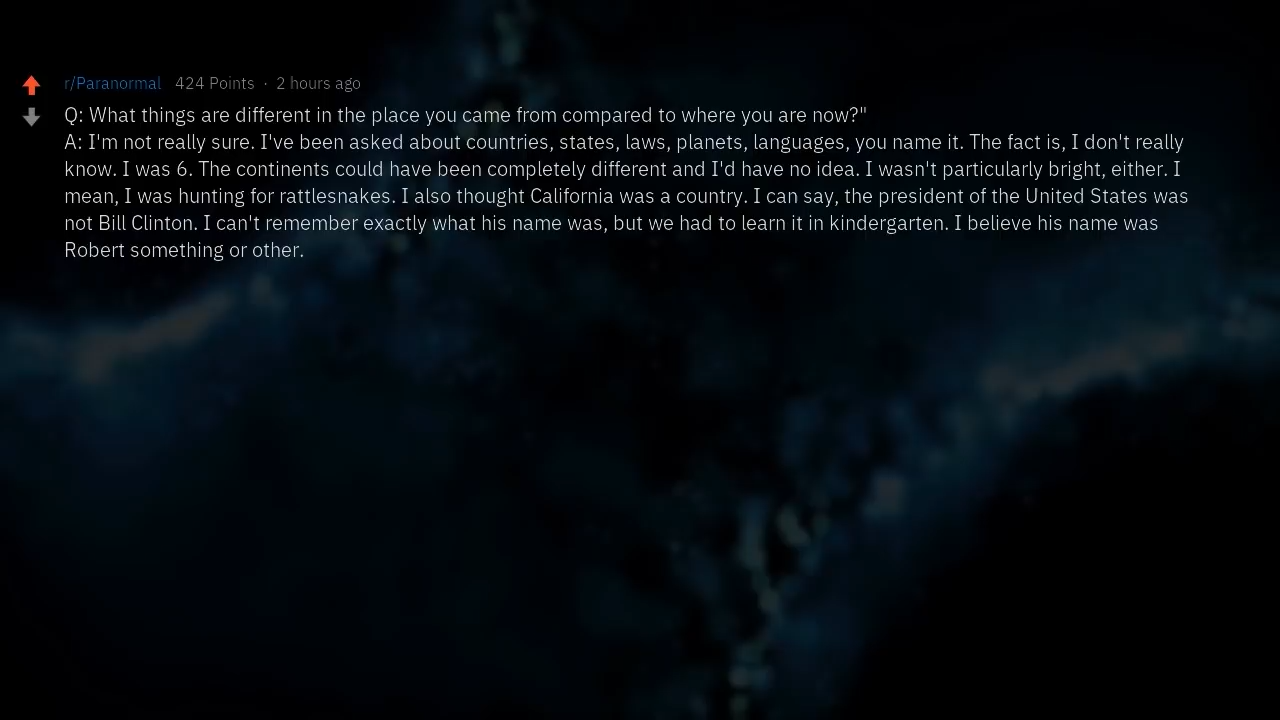 r/Paranormal 424 Points · 2 hours ago
Q: What things are different in the place you came from compared to where you are now?"
A: I'm not really sure. I've been asked about countries, states, laws, planets, languages, you name it. The fact is, I don't really
know. I was 6. The continents could have been completely different and I'd have no idea. I wasn't particularly bright, either. I
mean, I was hunting for rattlesnakes. I also thought California was a country. I can say, the president of the United States was
not Bill Clinton. I can't remember exactly what his name was, but we had to learn it in kindergarten. I believe his name was
Robert something or other.